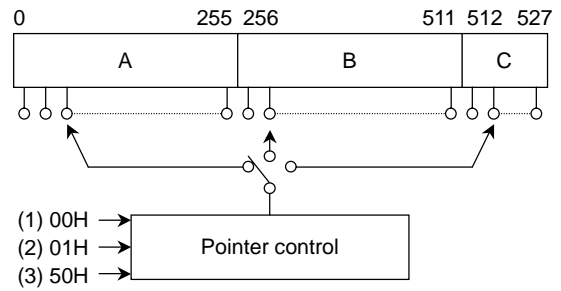 0 255 256 511 512 527
A B C
(1) 00H
(2) 01H Pointer control
(3) 50H